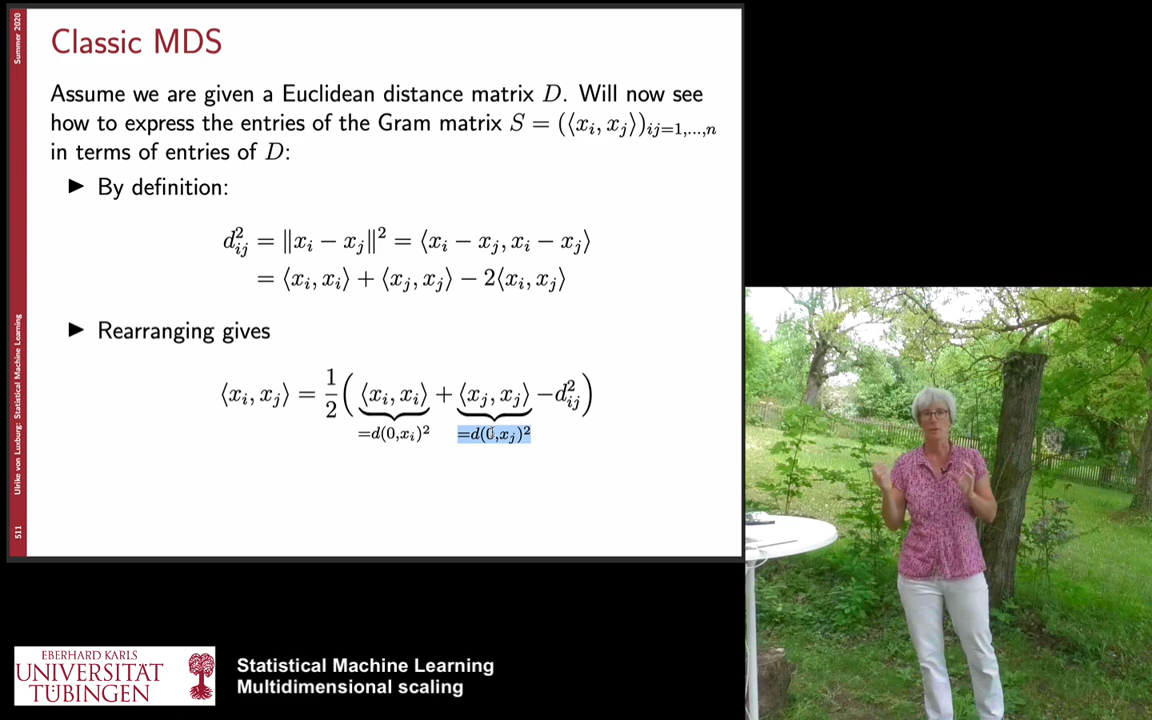 Summer 2020
Classic MDS
Assume we are given a Euclidean distance matrix D. Will now see
how to express the entries of the Gram matrix S = (⟨x_i, x_j⟩)_{ij=1,...,n}
in terms of entries of D:
▶ By definition:
d_{ij}^2 = ‖x_i − x_j‖^2 = ⟨x_i − x_j, x_i − x_j⟩
= ⟨x_i, x_i⟩ + ⟨x_j, x_j⟩ − 2⟨x_i, x_j⟩
▶ Rearranging gives
⟨x_i, x_j⟩ = 1/2 ( ⟨x_i, x_i⟩ + ⟨x_j, x_j⟩ − d_{ij}^2 )
=d(0,x_i)^2 =d(0,x_j)^2
Ulrike von Luxburg: Statistical Machine Learning
511
EBERHARD KARLS
UNIVERSITÄT
TÜBINGEN
Statistical Machine Learning
Multidimensional scaling